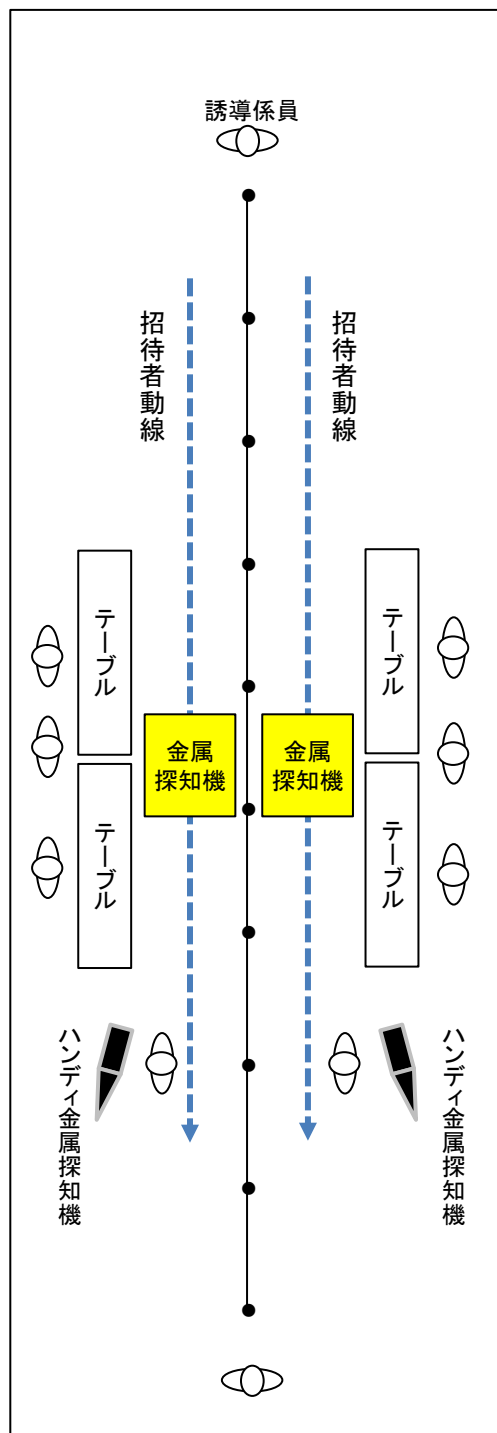 誘導係員
招待者動線
招待者動線
テーブル
テーブル
金属
探知機
金属
探知機
テーブル
テーブル
ハンディ金属探知機
ハンディ金属探知機